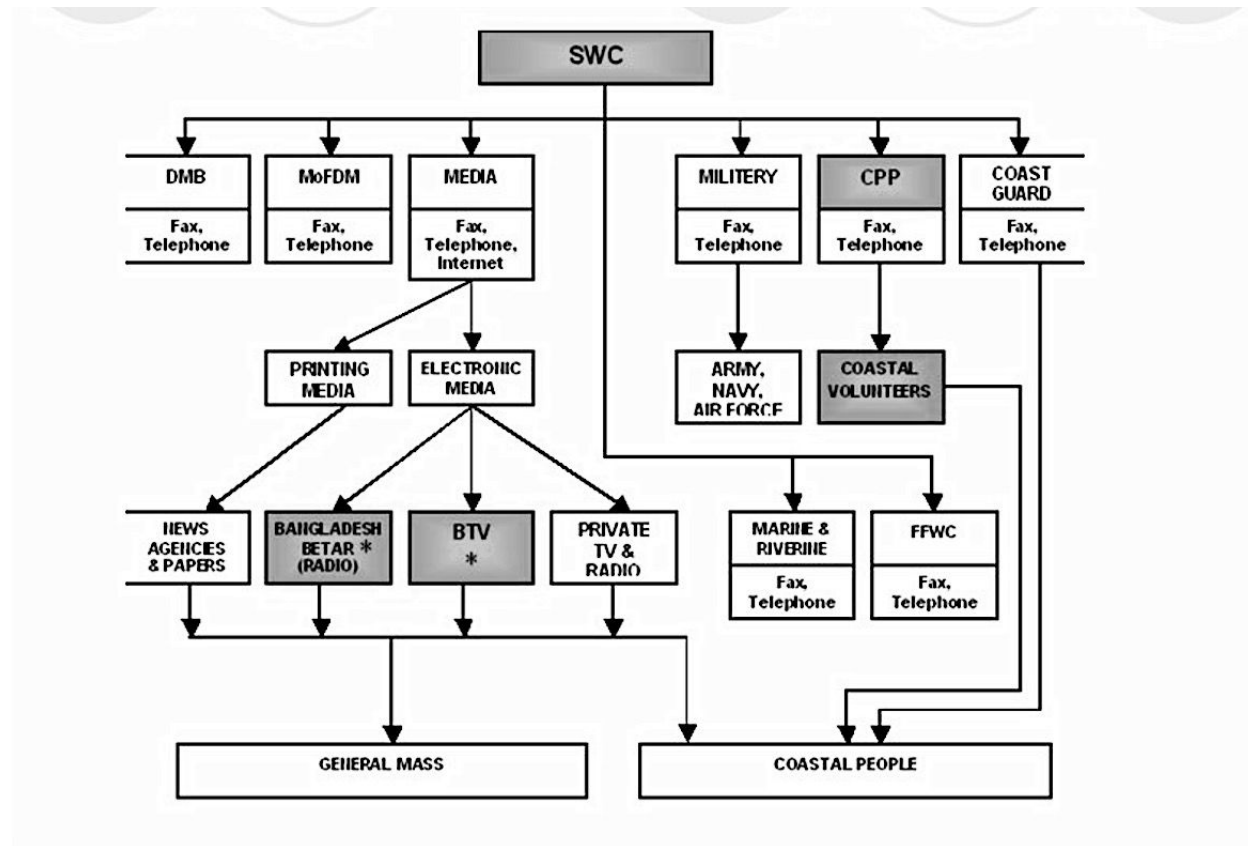 SWC
DMB
Fax,
Telephone
MoFDM
Fax,
Telephone
MEDIA
Fax,
Telephone,
Internet
MILITERY
Fax,
Telephone
CPP
Fax,
Telephone
COAST
GUARD
Fax,
Telephone
PRINTING
MEDIA
ELECTRONIC
MEDIA
ARMY,
NAVY,
AIR FORCE
COASTAL
VOLUNTEERS
NEWS
AGENCIES
& PAPERS
BANGLADESH
BETAR *
(RADIO)
BTV
*
PRIVATE
TV &
RADIO
MARINE &
RIVERINE
Fax,
Telephone
FFWC
Fax,
Telephone
GENERAL MASS
COASTAL PEOPLE